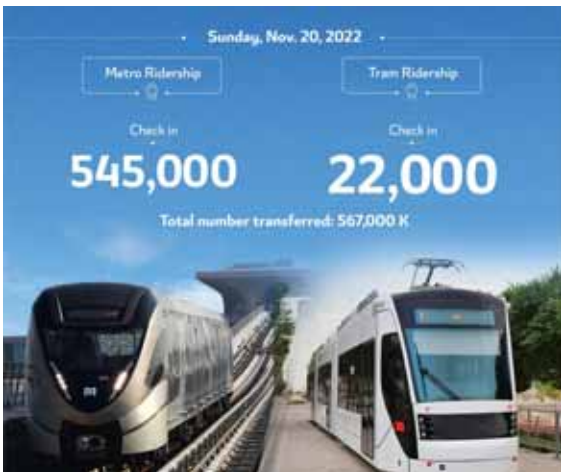 Sunday, Nov. 20, 2022
Metro Ridership
Tram Ridership
Check in
545,000
Check in
22,000
Total number transferred: 567,000 K